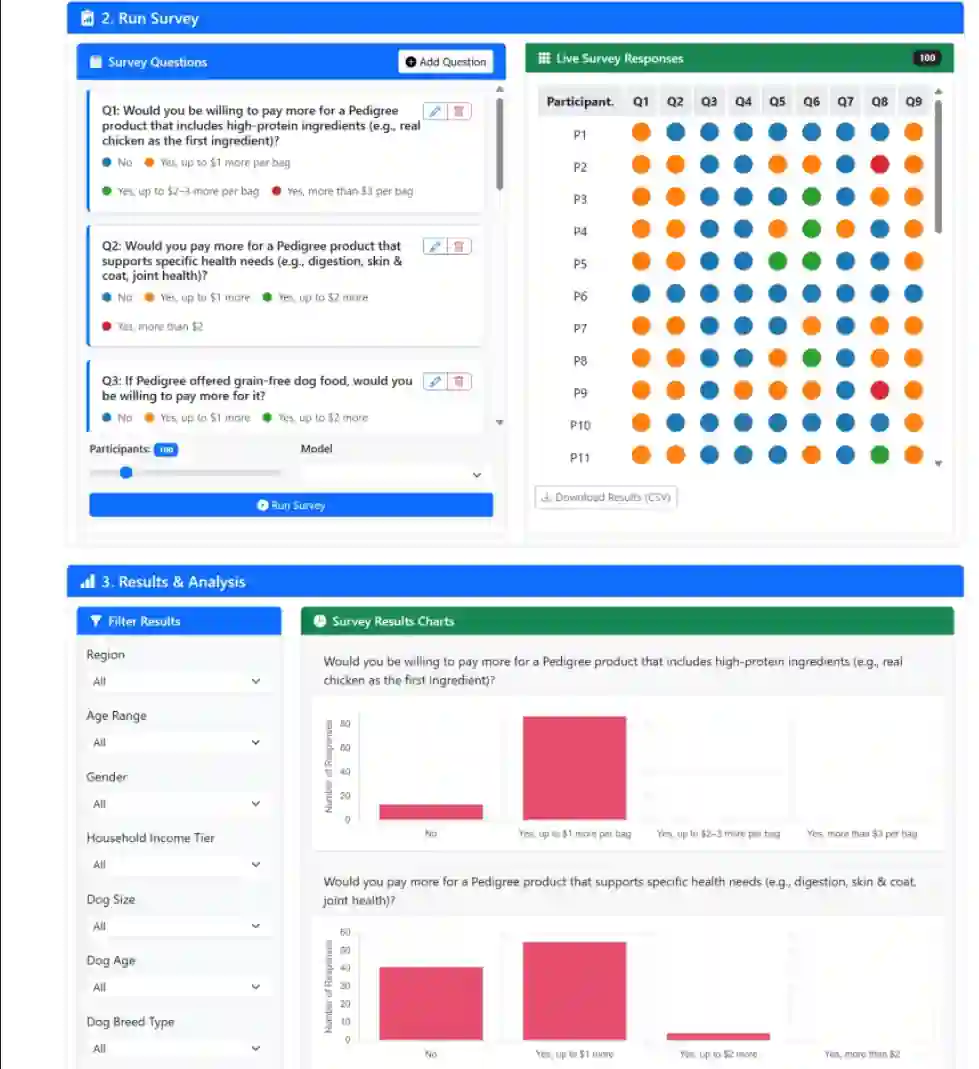 2. Run Survey
Survey Questions
Add Question
Q1: Would you be willing to pay more for a Pedigree
product that includes high-protein ingredients (e.g., real
chicken as the first ingredient)?
No Yes, up to $1 more per bag
Yes, up to $2–3 more per bag Yes, more than $3 per bag
Q2: Would you pay more for a Pedigree product that
supports specific health needs (e.g., digestion, skin &
coat, joint health)?
No Yes, up to $1 more Yes, up to $2 more
Yes, more than $2
Q3: If Pedigree offered grain-free dog food, would you
be willing to pay more for it?
No Yes, up to $1 more Yes, up to $2 more
Participants: 100
Model
Run Survey
Live Survey Responses
100
Participant. Q1 Q2 Q3 Q4 Q5 Q6 Q7 Q8 Q9
P1
P2
P3
P4
P5
P6
P7
P8
P9
P10
P11
Download Results (CSV)
3. Results & Analysis
Filter Results
Region
All
Age Range
All
Gender
All
Household Income Tier
All
Dog Size
All
Dog Age
All
Dog Breed Type
All
Survey Results Charts
Would you be willing to pay more for a Pedigree product that includes high-protein ingredients (e.g., real
chicken as the first ingredient)?
Number of Responses
80
60
40
20
0
No Yes, up to $1 more per bag Yes, up to $2–3 more per bag Yes, more than $3 per bag
Would you pay more for a Pedigree product that supports specific health needs (e.g., digestion, skin & coat,
joint health)?
Number of Responses
60
50
40
30
20
10
0
No Yes, up to $1 more Yes, up to $2 more Yes, more than $2